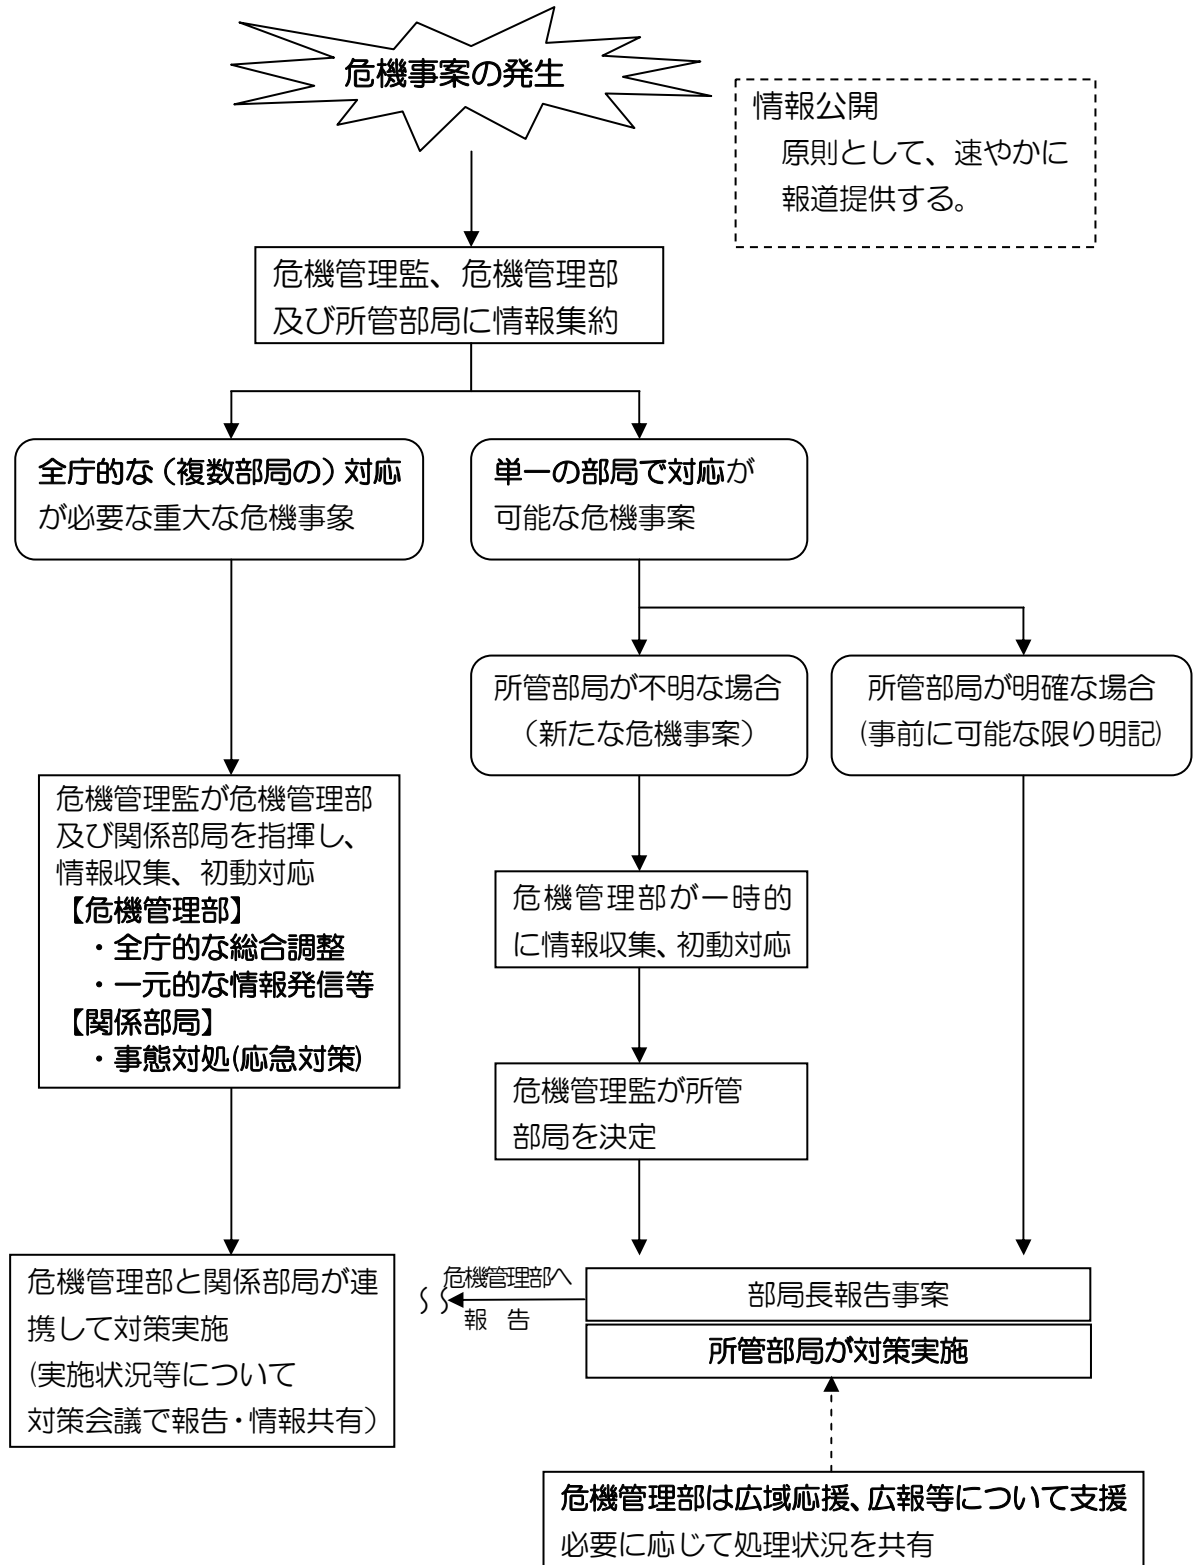 危機事案の発生
情報公開
原則として、速やかに
報道提供する。
危機管理監、危機管理部
及び所管部局に情報集約
全庁的な（複数部局の）対応
が必要な重大な危機事象
単一の部局で対応が
可能な危機事案
所管部局が不明な場合
（新たな危機事案）
所管部局が明確な場合
(事前に可能な限り明記)
危機管理監が危機管理部
及び関係部局を指揮し、
情報収集、初動対応
【危機管理部】
・全庁的な総合調整
・一元的な情報発信等
【関係部局】
・事態対処(応急対策)
危機管理部が一時的
に情報収集、初動対応
危機管理監が所管
部局を決定
危機管理部と関係部局が連
携して対策実施
(実施状況等について
対策会議で報告・情報共有）
危機管理部へ
報　告
部局長報告事案
所管部局が対策実施
危機管理部は広域応援、広報等について支援
必要に応じて処理状況を共有